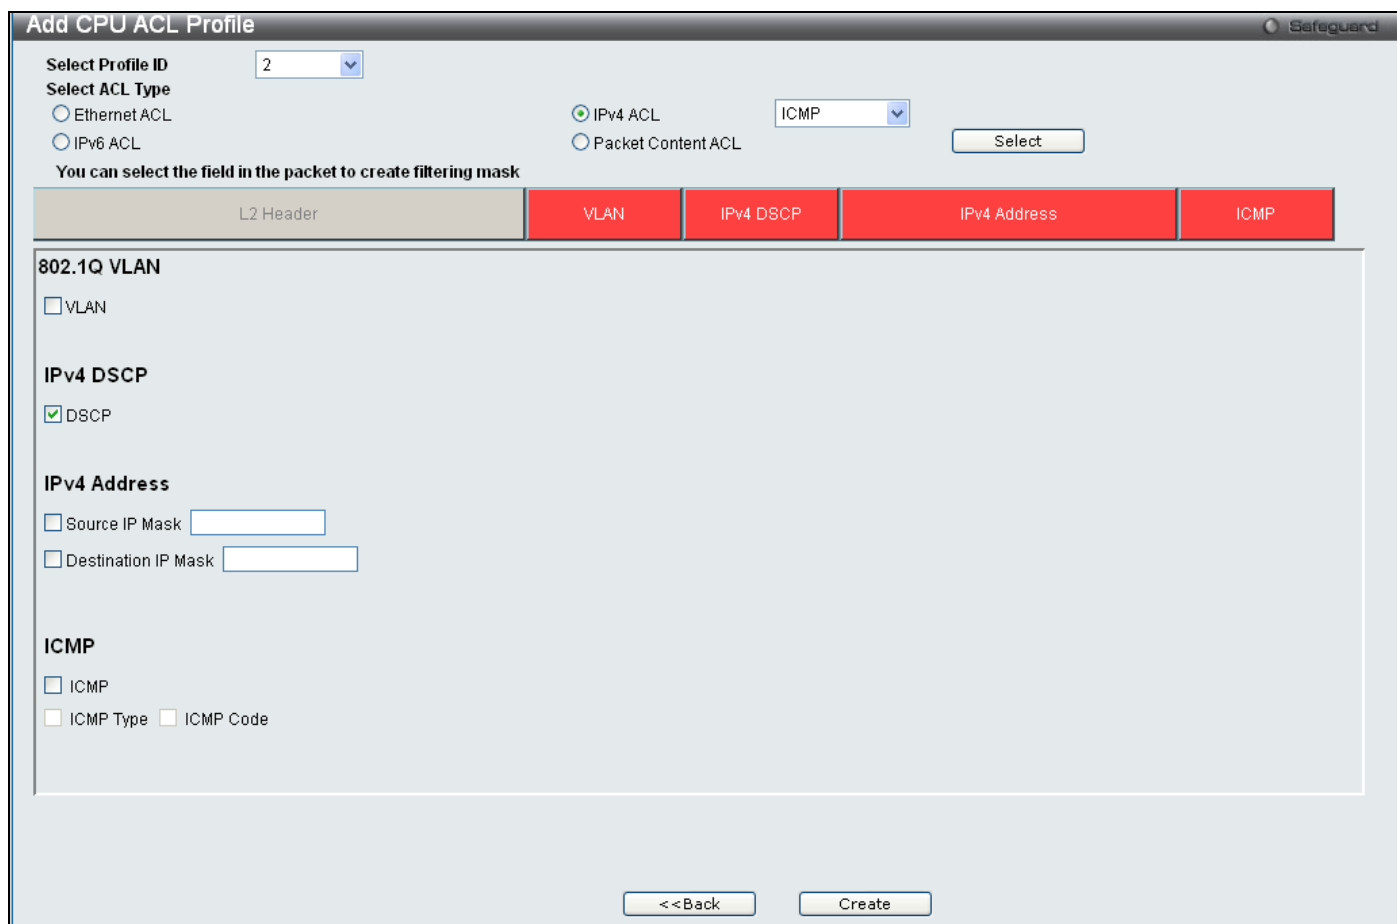 Add CPU ACL Profile
Safeguard
Select Profile ID 2
Select ACL Type
Ethernet ACL IPv4 ACL ICMP
IPv6 ACL Packet Content ACL Select
You can select the field in the packet to create filtering mask
L2 Header VLAN IPv4 DSCP IPv4 Address ICMP
802.1Q VLAN
VLAN
IPv4 DSCP
DSCP
IPv4 Address
Source IP Mask
Destination IP Mask
ICMP
ICMP
ICMP Type ICMP Code
<<Back Create